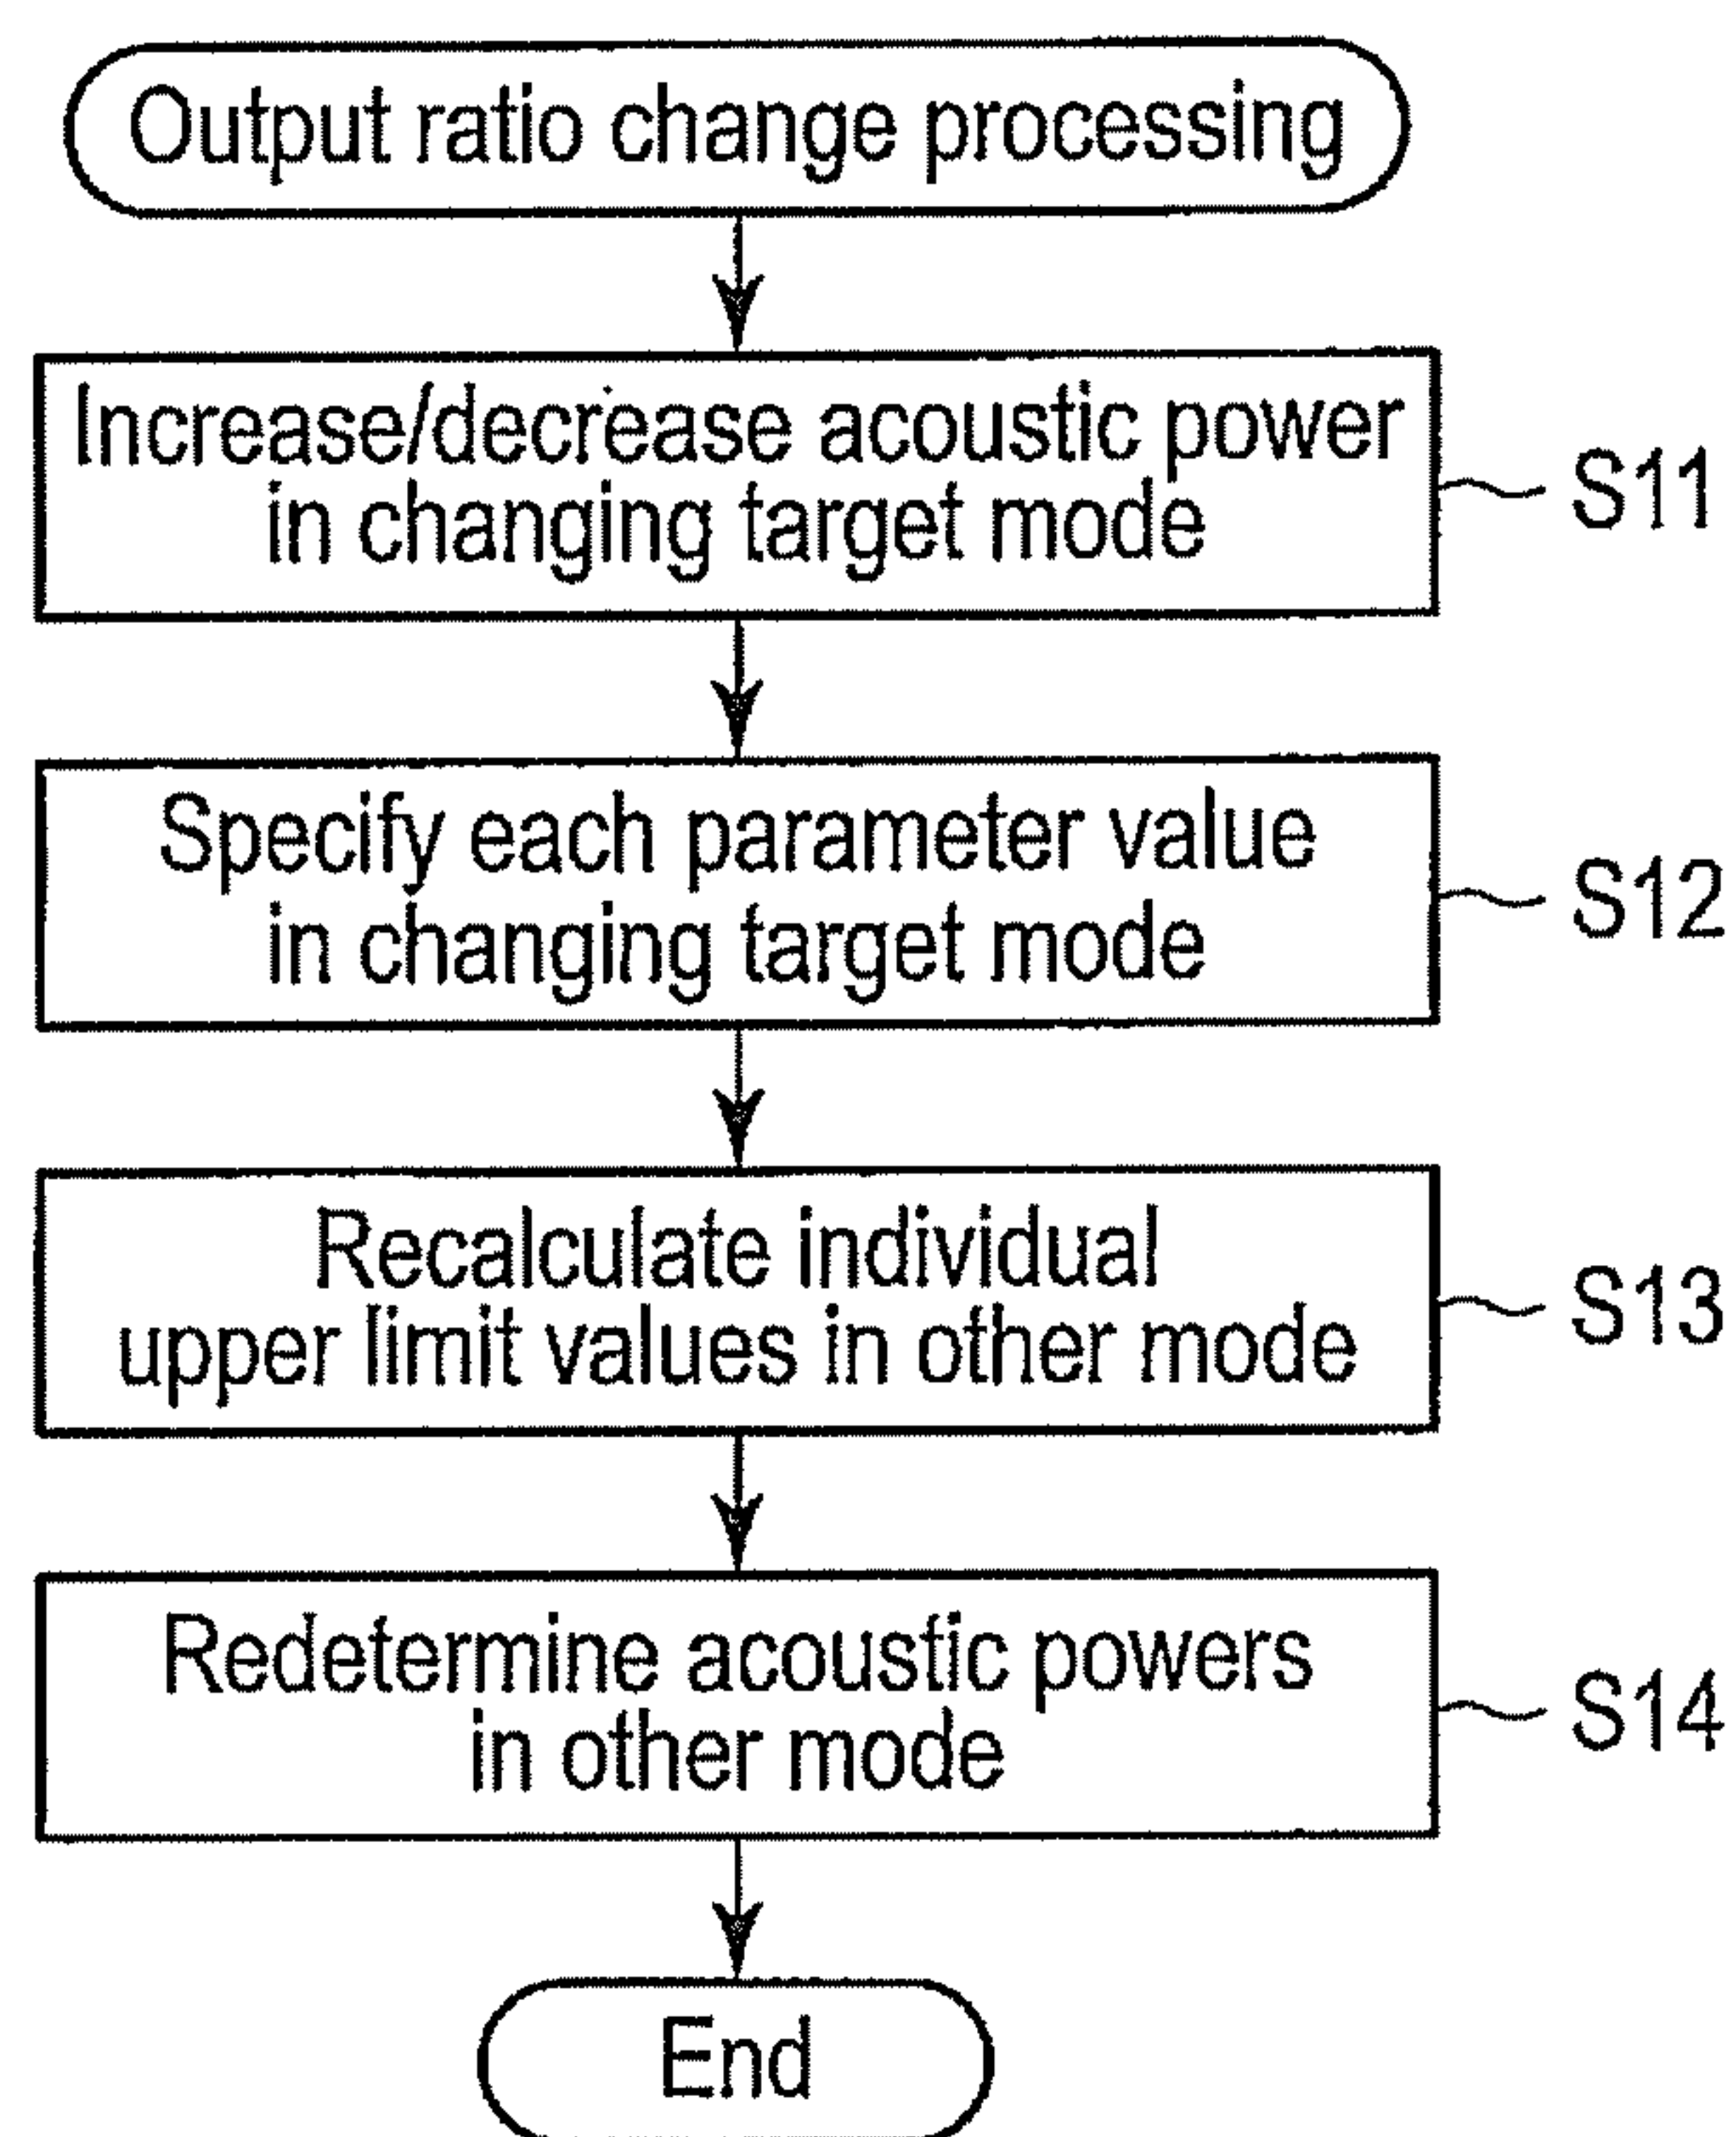 Output ratio change processing
Increase/decrease acoustic power
in changing target mode
S11
Specify each parameter value
in changing target mode
S12
Recalculate individual
upper limit values in other mode
S13
Redetermine acoustic powers
in other mode
S14
End